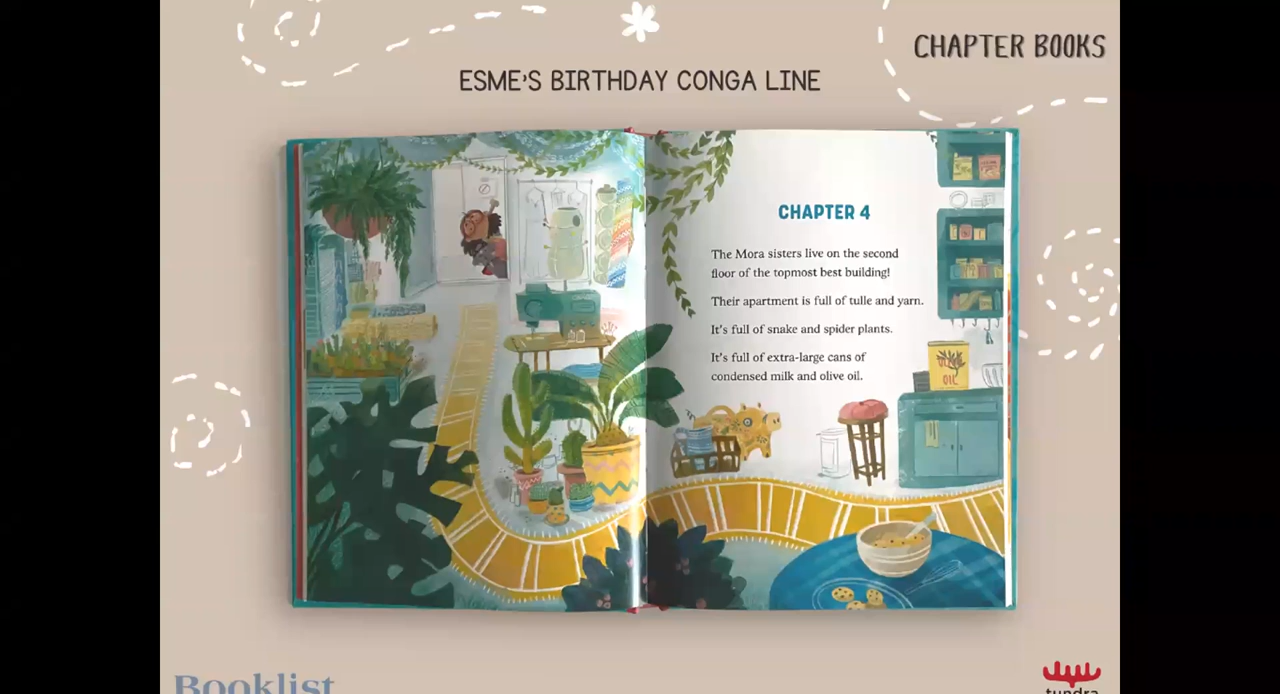 CHAPTER BOOKS
ESME'S BIRTHDAY CONGA LINE
CHAPTER 4
The Mora sisters live on the second
floor of the topmost best building!
Their apartment is full of tulle and yarn.
It's full of snake and spider plants.
It's full of extra-large cans of
condensed milk and olive oil.
OIL
Booklist
tundra